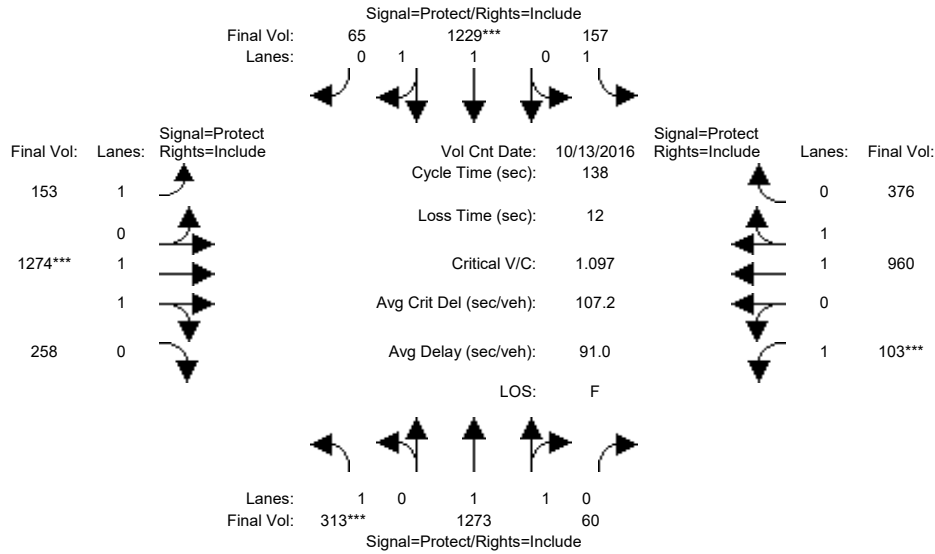 Signal=Protect/Rights=Include
Final Vol: 65 1229*** 157
Lanes: 0 1 1 0 1
Signal=Protect
Final Vol: Lanes: Rights=Include
Vol Cnt Date: 10/13/2016
Signal=Protect
Rights=Include Lanes: Final Vol:
Cycle Time (sec): 138
153 1
0 376
Loss Time (sec): 12
0
1
1274*** 1
Critical V/C: 1.097
1 960
1
Avg Crit Del (sec/veh): 107.2
0
258 0
Avg Delay (sec/veh): 91.0
1 103***
LOS: F
Lanes: 1 0 1 1 0
Final Vol: 313*** 1273 60
Signal=Protect/Rights=Include